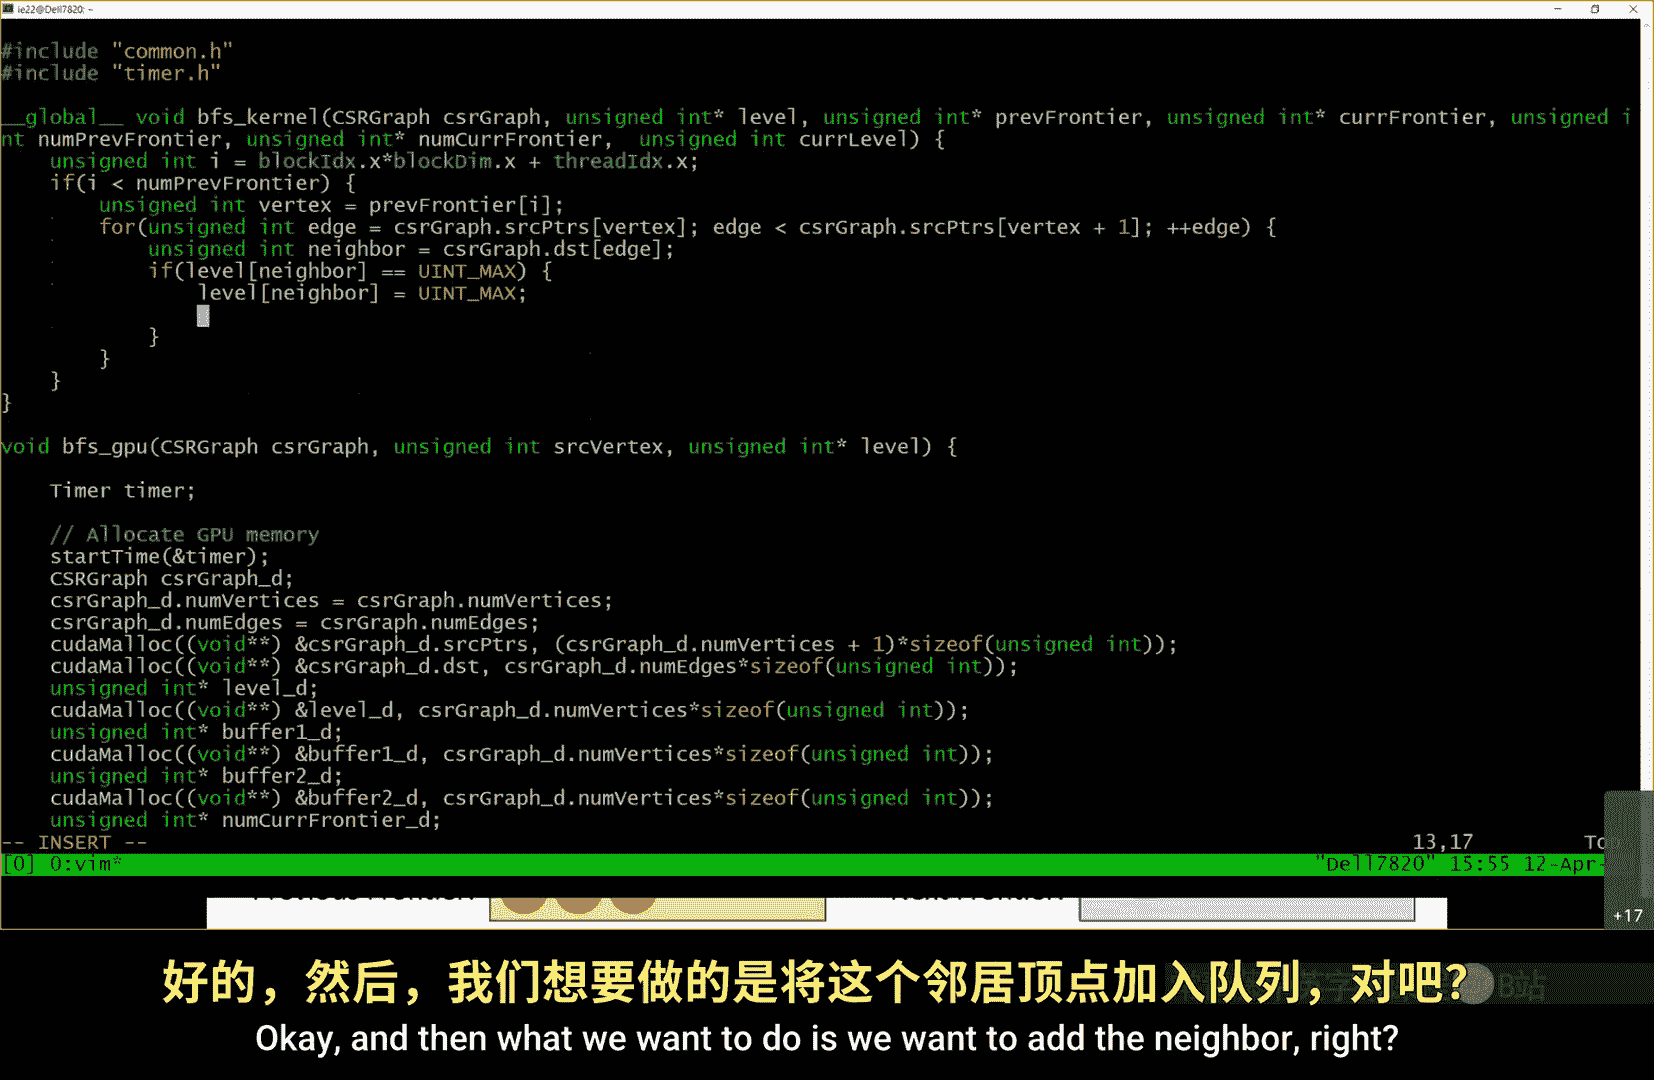 ie22@Dell7820: ~
#include "common.h"
#include "timer.h"
__global__ void bfs_kernel(CSRGraph csrGraph, unsigned int* level, unsigned int* prevFrontier, unsigned int* currFrontier, unsigned i
nt numPrevFrontier, unsigned int* numCurrFrontier,  unsigned int currLevel) {
    unsigned int i = blockIdx.x*blockDim.x + threadIdx.x;
    if(i < numPrevFrontier) {
        unsigned int vertex = prevFrontier[i];
        for(unsigned int edge = csrGraph.srcPtrs[vertex]; edge < csrGraph.srcPtrs[vertex + 1]; ++edge) {
            unsigned int neighbor = csrGraph.dst[edge];
            if(level[neighbor] == UINT_MAX) {
                level[neighbor] = UINT_MAX;
            }
        }
    }
}
void bfs_gpu(CSRGraph csrGraph, unsigned int srcVertex, unsigned int* level) {
    Timer timer;
    // Allocate GPU memory
    startTime(&timer);
    CSRGraph csrGraph_d;
    csrGraph_d.numVertices = csrGraph.numVertices;
    csrGraph_d.numEdges = csrGraph.numEdges;
    cudaMalloc((void**) &csrGraph_d.srcPtrs, (csrGraph_d.numVertices + 1)*sizeof(unsigned int));
    cudaMalloc((void**) &csrGraph_d.dst, csrGraph_d.numEdges*sizeof(unsigned int));
    unsigned int* level_d;
    cudaMalloc((void**) &level_d, csrGraph_d.numVertices*sizeof(unsigned int));
    unsigned int* buffer1_d;
    cudaMalloc((void**) &buffer1_d, csrGraph_d.numVertices*sizeof(unsigned int));
    unsigned int* buffer2_d;
    cudaMalloc((void**) &buffer2_d, csrGraph_d.numVertices*sizeof(unsigned int));
    unsigned int* numCurrFrontier_d;
-- INSERT -- 13,17 To
[0] 0:vim* "Dell7820" 15:55 12-Apr-
+17
好的，然后，我们想要做的是将这个邻居顶点加入队列，对吧？
B站
Okay, and then what we want to do is we want to add the neighbor, right?